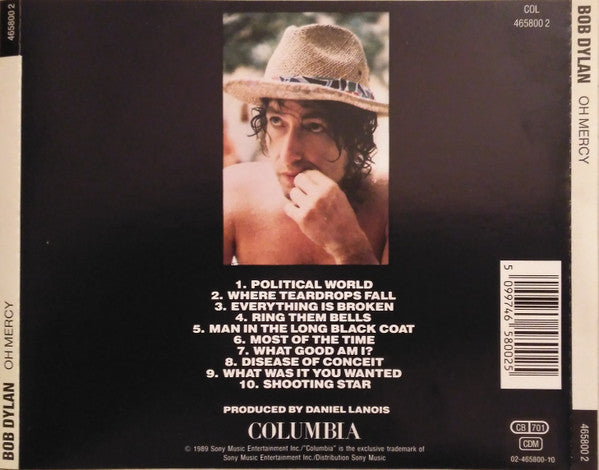 465800 2
BOB DYLAN OH MERCY
COL
465800 2
BOB DYLAN OH MERCY
465800 2
1. POLITICAL WORLD
2. WHERE TEARDROPS FALL
3. EVERYTHING IS BROKEN
4. RING THEM BELLS
5. MAN IN THE LONG BLACK COAT
6. MOST OF THE TIME
7. WHAT GOOD AM I?
8. DISEASE OF CONCEIT
9. WHAT WAS IT YOU WANTED
10. SHOOTING STAR
5 099746 580025
PRODUCED BY DANIEL LANOIS
COLUMBIA
© 1989 Sony Music Entertainment Inc./"Columbia" is the exclusive trademark of
Sony Music Entertainment Inc./Distribution Sony Music
CB 701
CDM
02-465800-10